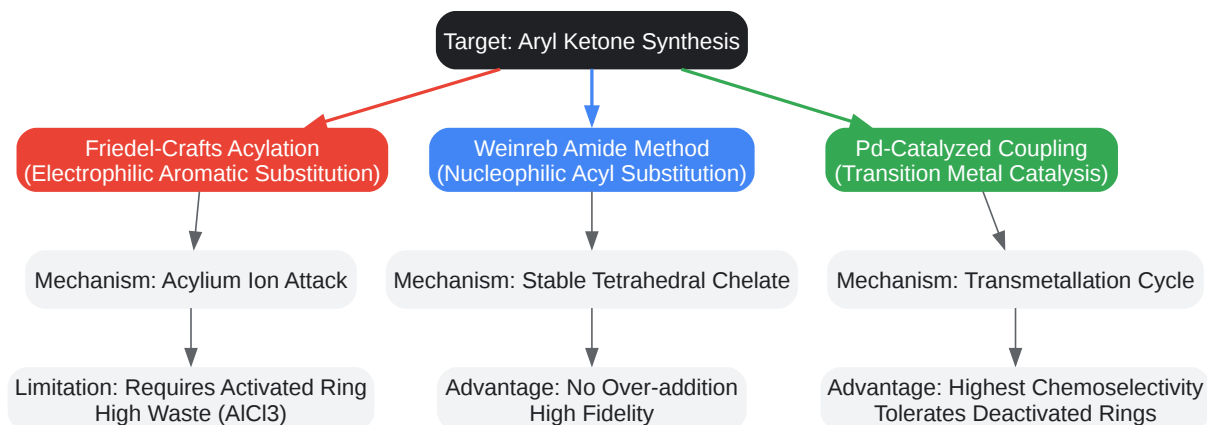 Target: Aryl Ketone Synthesis
Friedel-Crafts Acylation
(Electrophilic Aromatic Substitution)
Weinreb Amide Method
(Nucleophilic Acyl Substitution)
Pd-Catalyzed Coupling
(Transition Metal Catalysis)
Mechanism: Acylium Ion Attack
Mechanism: Stable Tetrahedral Chelate
Mechanism: Transmetallation Cycle
Limitation: Requires Activated Ring
High Waste (AlCl3)
Advantage: No Over-addition
High Fidelity
Advantage: Highest Chemoselectivity
Tolerates Deactivated Rings